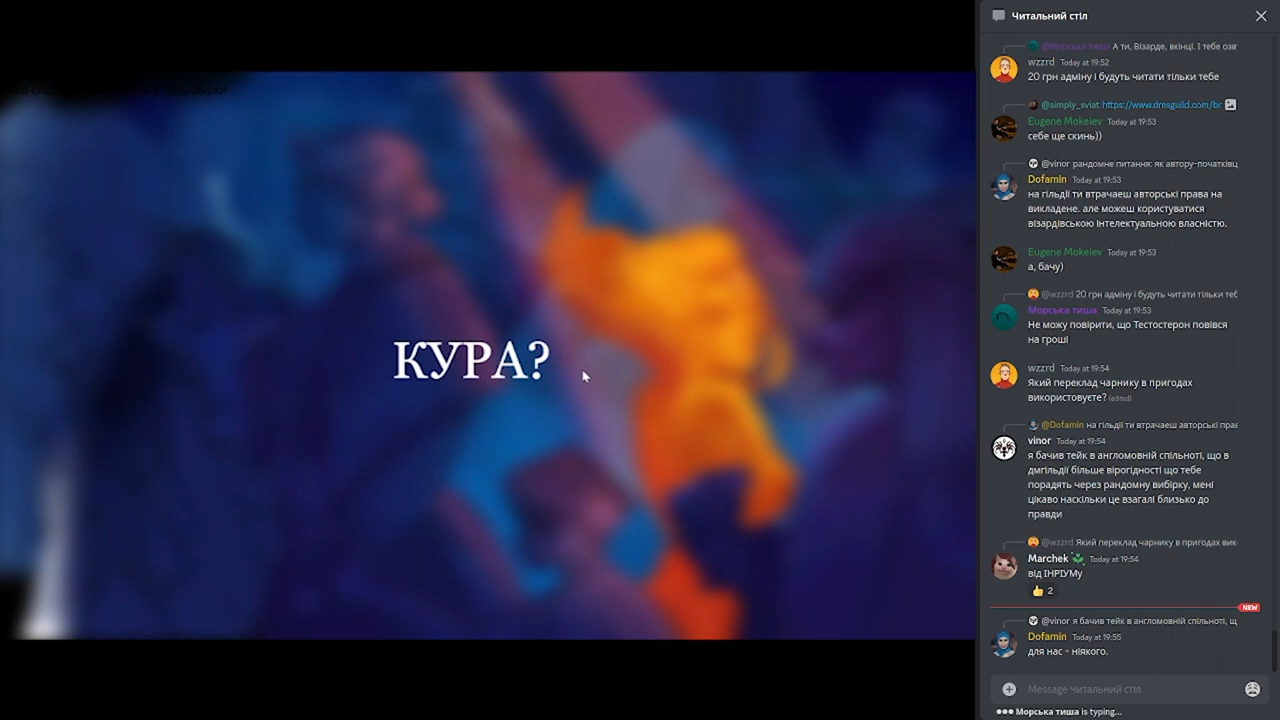 КУРА?
Читальний стіл
@Морська тиша А ти, Візарде, вкінці. І тебе озв
wzzrd Today at 19:52
20 грн адміну і будуть читати тільки тебе
@simply_sviat https://www.dmsguild.com/br
Eugene Mokeiev Today at 19:53
себе ще скинь))
@vinor рандомне питання: як автору-початківц
Dofamin Today at 19:53
на гільдії ти втрачаеш авторські права на
викладене. але можеш користуватися
візардівською інтелектуальною власністю.
Eugene Mokeiev Today at 19:53
а, бачу)
@wzzrd 20 грн адміну і будуть читати тільки теб
Морська тиша Today at 19:53
Не можу повірити, що Тестостерон повівся
на гроші
wzzrd Today at 19:54
Який переклад чарнику в пригодах
використовуєте? (edited)
@Dofamin на гільдії ти втрачаеш авторські прав
vinor Today at 19:54
я бачив тейк в англомовній спільноті, що в
дмгільдії більше вірогідності що тебе
порадять через рандомну вибірку, мені
цікаво наскільки це взагалі близько до
правди
@wzzrd Який переклад чарнику в пригодах вик
Marchek Today at 19:54
від ІНРІУМу
2
NEW
@vinor я бачив тейк в англомовній спільноті, щ
Dofamin Today at 19:55
для нас - ніякого.
Message Читальний стіл
Морська тиша is typing...